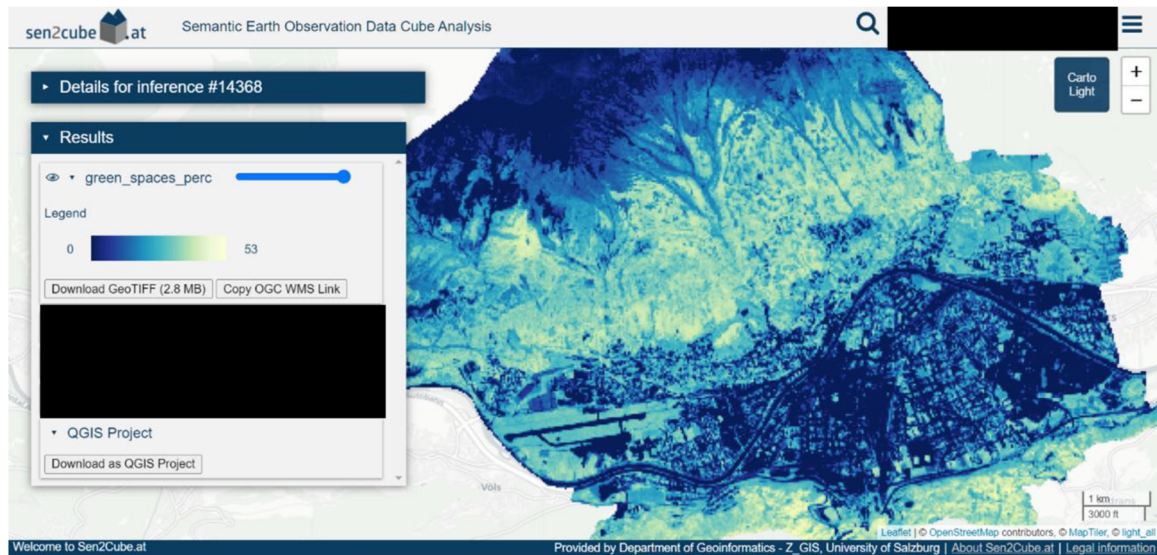 sen2cube.at Semantic Earth Observation Data Cube Analysis
Details for inference #14368
Results
green_spaces_perc
Legend
0 53
Download GeoTIFF (2.8 MB) Copy OGC WMS Link
QGIS Project
Download as QGIS Project
Carto
Light
+
−
Völs
1 km
3000 ft
Leaflet | © OpenStreetMap contributors, © MapTiler, © light_all
Welcome to Sen2Cube.at Provided by Department of Geoinformatics - Z_GIS, University of Salzburg | About Sen2Cube.at | Legal information